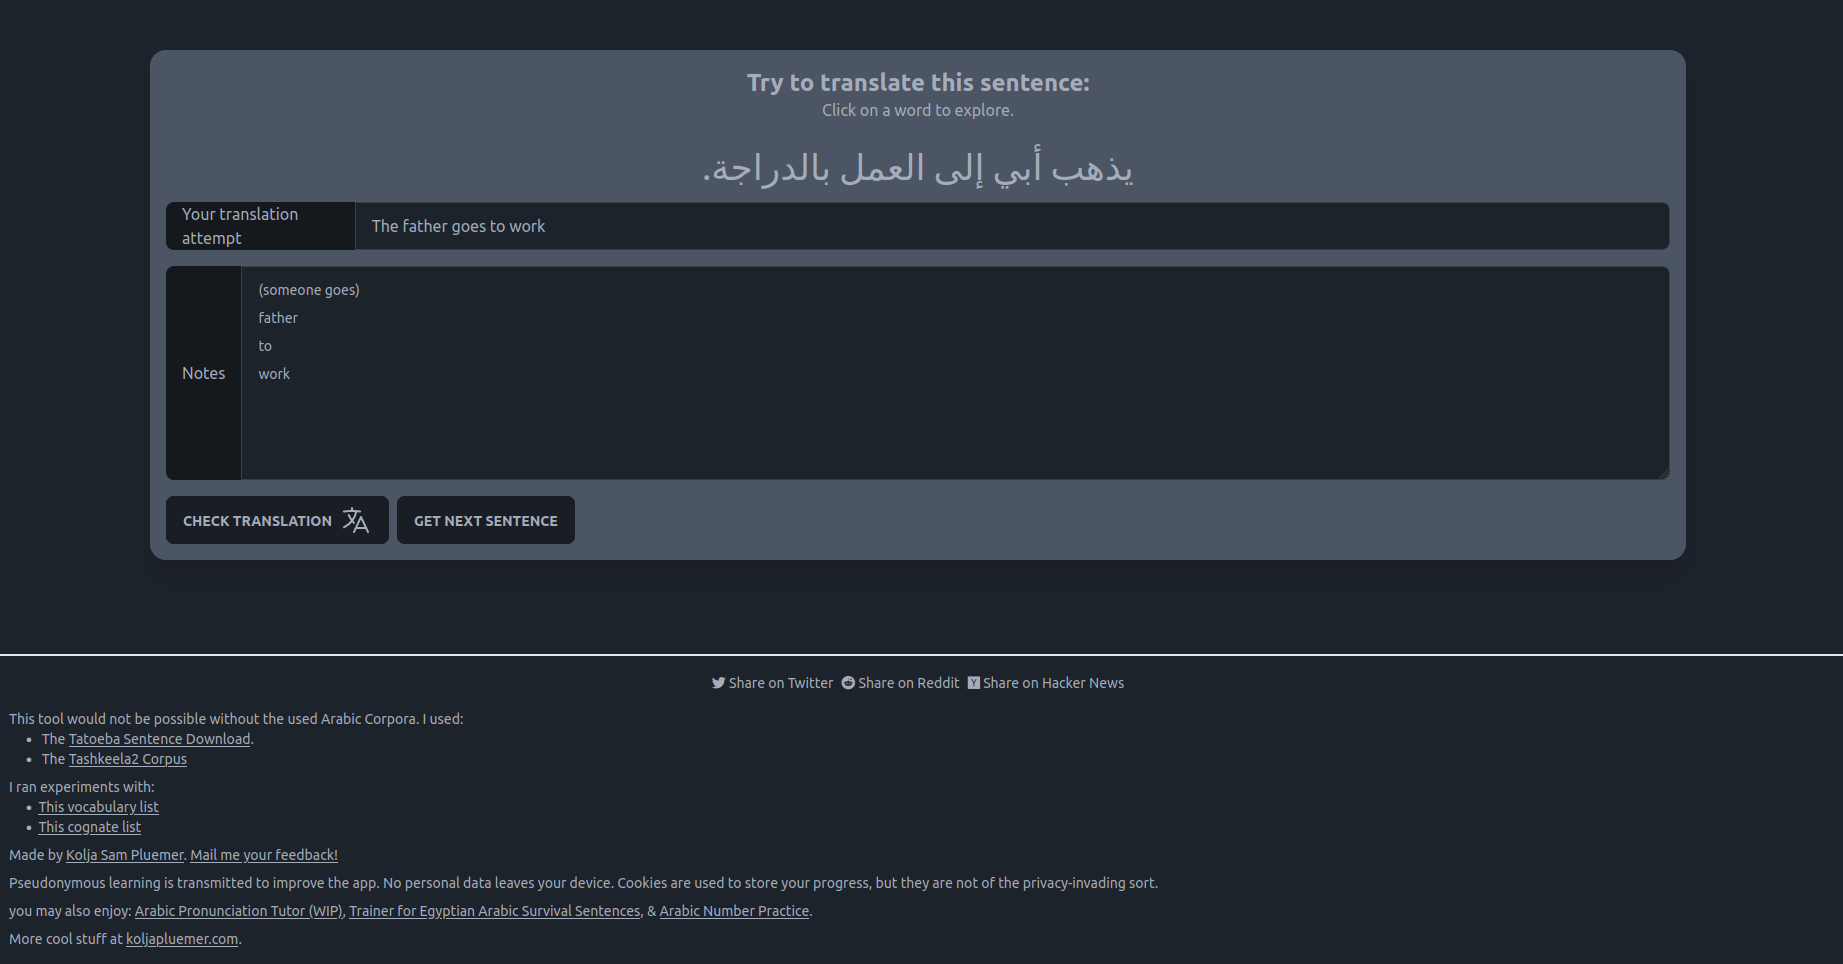 Try to translate this sentence:
Click on a word to explore.
يذهب أبي إلى العمل بالدراجة.
Your translation
attempt
The father goes to work
Notes
(someone goes)
father
to
work
CHECK TRANSLATION
GET NEXT SENTENCE
Share on Twitter Share on Reddit Share on Hacker News
This tool would not be possible without the used Arabic Corpora. I used:
• The Tatoeba Sentence Download.
• The Tashkeela2 Corpus
I ran experiments with:
• This vocabulary list
• This cognate list
Made by Kolja Sam Pluemer. Mail me your feedback!
Pseudonymous learning is transmitted to improve the app. No personal data leaves your device. Cookies are used to store your progress, but they are not of the privacy-invading sort.
you may also enjoy: Arabic Pronunciation Tutor (WIP), Trainer for Egyptian Arabic Survival Sentences, & Arabic Number Practice.
More cool stuff at koljapluemer.com.